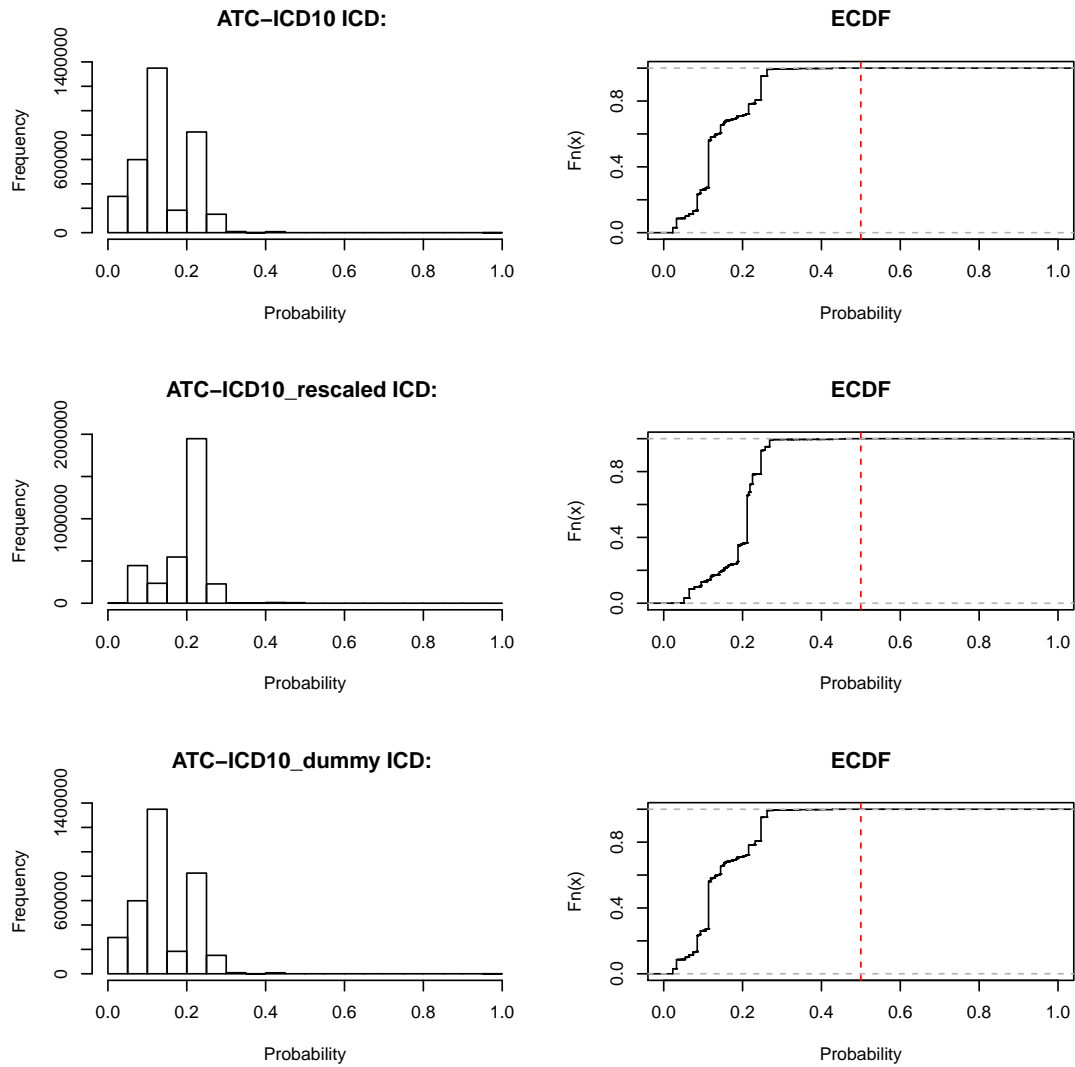 ATC−ICD10 ICD:
Frequency
0 600000 1400000
0.0 0.2 0.4 0.6 0.8 1.0
Probability
ECDF
Fn(x)
0.0 0.4 0.8
0.0 0.2 0.4 0.6 0.8 1.0
Probability
ATC−ICD10_rescaled ICD:
Frequency
0 1000000 2000000
0.0 0.2 0.4 0.6 0.8 1.0
Probability
ECDF
Fn(x)
0.0 0.4 0.8
0.0 0.2 0.4 0.6 0.8 1.0
Probability
ATC−ICD10_dummy ICD:
Frequency
0 600000 1400000
0.0 0.2 0.4 0.6 0.8 1.0
Probability
ECDF
Fn(x)
0.0 0.4 0.8
0.0 0.2 0.4 0.6 0.8 1.0
Probability